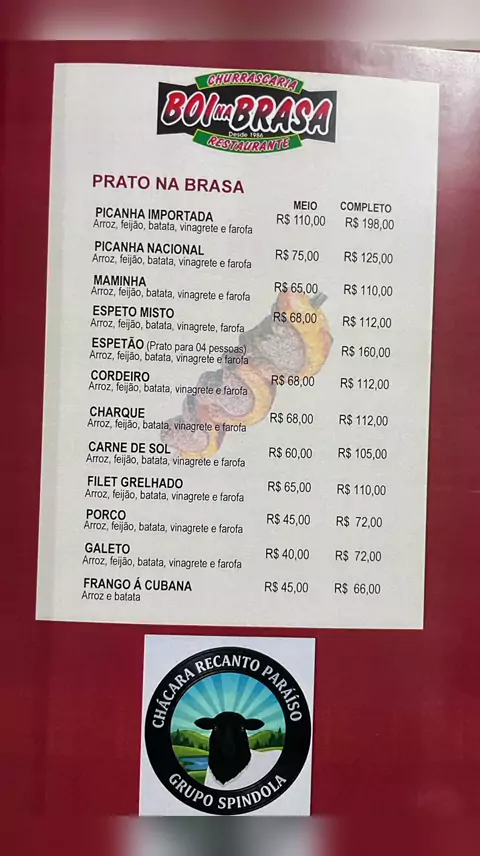 CHURRASCARIA
BOI NA BRASA
Desde 1986
RESTAURANTE
PRATO NA BRASA
MEIO COMPLETO
PICANHA IMPORTADA R$ 110,00 R$ 198,00
Arroz, feijão, batata, vinagrete e farofa
PICANHA NACIONAL R$ 75,00 R$ 125,00
Arroz, feijão, batata, vinagrete e farofa
MAMINHA R$ 65,00 R$ 110,00
Arroz, feijão, batata, vinagrete e farofa
ESPETO MISTO R$ 68,00 R$ 112,00
Arroz, feijão, batata, vinagrete, farofa
ESPETÃO (Prato para 04 pessoas) R$ 160,00
Arroz, feijão, batata, vinagrete e farofa
CORDEIRO R$ 68,00 R$ 112,00
Arroz, feijão, batata, vinagrete e farofa
CHARQUE R$ 68,00 R$ 112,00
Arroz, feijão, batata, vinagrete e farofa
CARNE DE SOL R$ 60,00 R$ 105,00
Arroz, feijão, batata, vinagrete e farofa
FILET GRELHADO R$ 65,00 R$ 110,00
Arroz, feijão, batata, vinagrete e farofa
PORCO R$ 45,00 R$ 72,00
Arroz, feijão, batata, vinagrete e farofa
GALETO R$ 40,00 R$ 72,00
Arroz, feijão, batata, vinagrete e farofa
FRANGO Á CUBANA R$ 45,00 R$ 66,00
Arroz e batata
CHÁCARA RECANTO PARAÍSO
GRUPO SPINDOLA